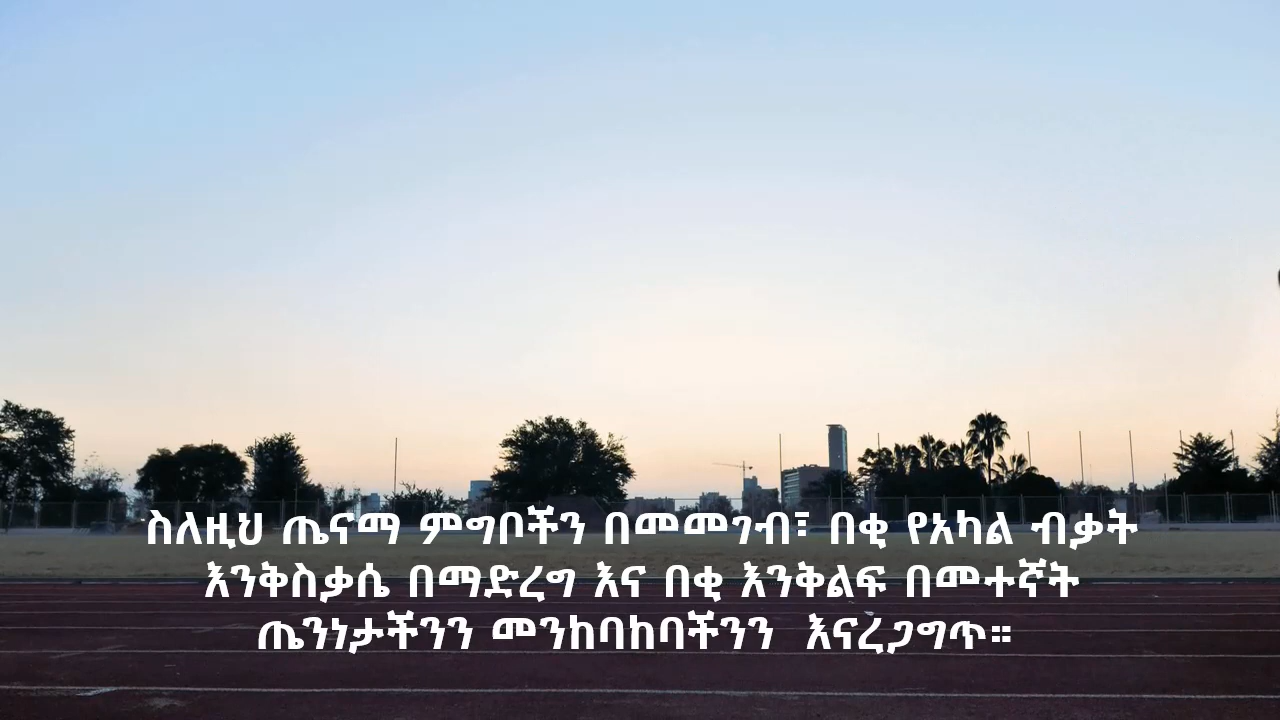 ስለዚህ ጤናማ ምግቦችን በመመገብ፣ በቂ የአካል ብቃት
እንቅስቃሴ በማድረግ እና በቂ እንቅልፍ በመተኛት
ጤንነታችንን መንከባከባችንን እናረጋግጥ።